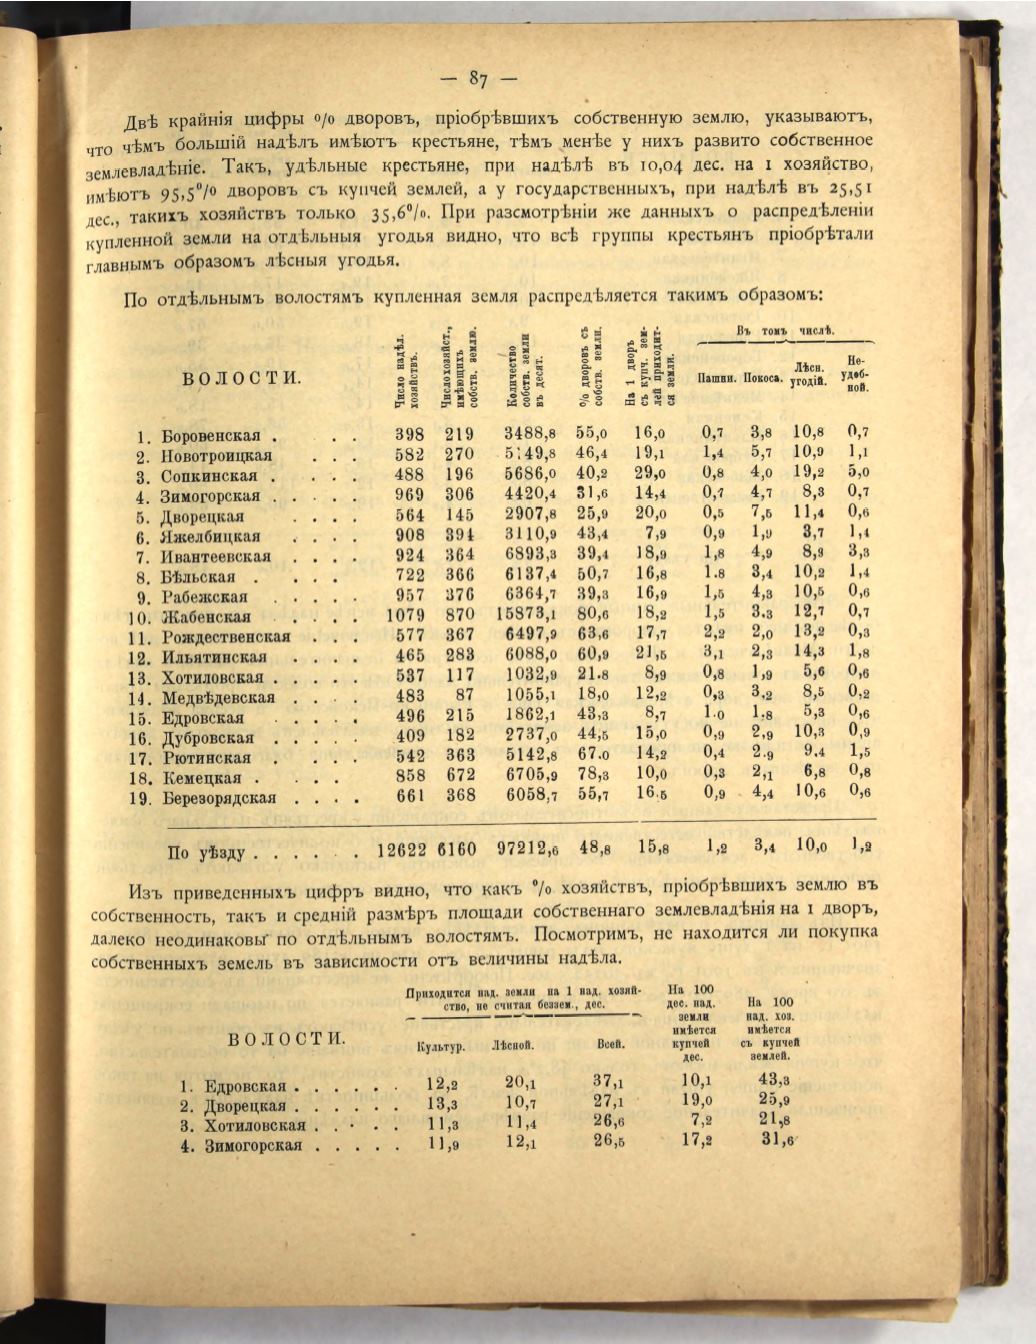 — 87 —
Двѣ крайнія цифры % дворовъ, пріобрѣвшихъ собственную землю, указываютъ,
что чѣмъ большій надѣлъ имѣютъ крестьяне, тѣмъ менѣе у нихъ развито собственное
землевладѣніе. Такъ, удѣльные крестьяне, при надѣлѣ въ 10,04 дес. на 1 хозяйство,
имѣютъ 95,5% дворовъ съ купчей землей, а у государственныхъ, при надѣлѣ въ 25,51
дес., такихъ хозяйствъ только 35,6%. При разсмотрѣніи же данныхъ о распредѣленіи
купленной земли на отдѣльныя угодья видно, что всѣ группы крестьянъ пріобрѣтали
главнымъ образомъ лѣсныя угодья.
По отдѣльнымъ волостямъ купленная земля распредѣляется такимъ образомъ:
ВОЛОСТИ.
Число надѣл. хозяйствъ.
Число хозяйст., имѣющихъ собств. землю.
Количество собств. земли въ десят.
% дворовъ съ собств. земли.
На 1 дворъ съ купч. землей приходится земли.
Въ томъ числѣ.
Пашни. Покоса. Лѣсн. угодій. Неудобной.
1. Боровенская . . . . 398 219 3488,8 55,0 16,0 0,7 3,8 10,8 0,7
2. Новотроицкая . . . 582 270 5149,8 46,4 19,1 1,4 5,7 10,9 1,1
3. Сопкинская . . . . 488 196 5686,0 40,2 29,0 0,8 4,0 19,2 5,0
4. Зимогорская . . . . . 969 306 4420,4 31,6 14,4 0,7 4,7 8,3 0,7
5. Дворецкая . . . . 564 145 2907,8 25,9 20,0 0,5 7,5 11,4 0,6
6. Яжелбицкая . . . . 908 394 3110,9 43,4 7,9 0,9 1,9 3,7 1,4
7. Ивантеевская . . . . 924 364 6893,3 39,4 18,9 1,8 4,9 8,9 3,3
8. Бѣльская . . . . 722 366 6137,4 50,7 16,8 1.8 3,4 10,2 1,4
9. Рабежская . . . . . 957 376 6364,7 39,3 16,9 1,5 4,3 10,5 0,6
10. Жабенская . . . . 1079 870 15873,1 80,6 18,2 1,5 3.3 12,7 0,7
11. Рождественская . . . 577 367 6497,9 63,6 17,7 2,2 2,0 13,2 0,3
12. Ильятинская . . . . 465 283 6088,0 60,9 21,5 3,1 2,3 14,3 1,8
13. Хотиловская . . . . . 537 117 1032,9 21.8 8,9 0,8 1,9 5,6 0,6
14. Медвѣдевская . . . . 483 87 1055,1 18,0 12,2 0,3 3,2 8,5 0,2
15. Едровская . . . . . 496 215 1862,1 43,3 8,7 1.0 1.8 5,3 0,6
16. Дубровская . . . . . 409 182 2737,0 44,5 15,0 0,9 2,9 10,3 0,9
17. Рютинская . . . . 542 363 5142,8 67.0 14,2 0,4 2.9 9.4 1,5
18. Кемецкая . . . . 858 672 6705,9 78,3 10,0 0,3 2,1 6,8 0,8
19. Березорядская . . . . 661 368 6058,7 55,7 16.5 0,9 4,4 10,6 0,6
По уѣзду . . . . . . 12622 6160 97212,6 48,8 15,8 1,2 3,4 10,0 1,2
Изъ приведенныхъ цифръ видно, что какъ % хозяйствъ, пріобрѣвшихъ землю въ
собственность, такъ и средній размѣръ площади собственнаго землевладѣнія на 1 дворъ,
далеко неодинаковы по отдѣльнымъ волостямъ. Посмотримъ, не находится ли покупка
собственныхъ земель въ зависимости отъ величины надѣла.
ВОЛОСТИ.
Приходится над. земли на 1 над. хозяйство, не считая беззем., дес.
Культур. Лѣсной. Всей.
На 100 дес. над. земли имѣется купчей дес.
На 100 над. хоз. имѣется съ купчей землей.
1. Едровская . . . . . . 12,2 20,1 37,1 10,1 43,3
2. Дворецкая . . . . . . 13,3 10,7 27,1 19,0 25,9
3. Хотиловская . . . . . 11,3 11,4 26,6 7,2 21,8
4. Зимогорская . . . . . 11,9 12,1 26,5 17,2 31,6